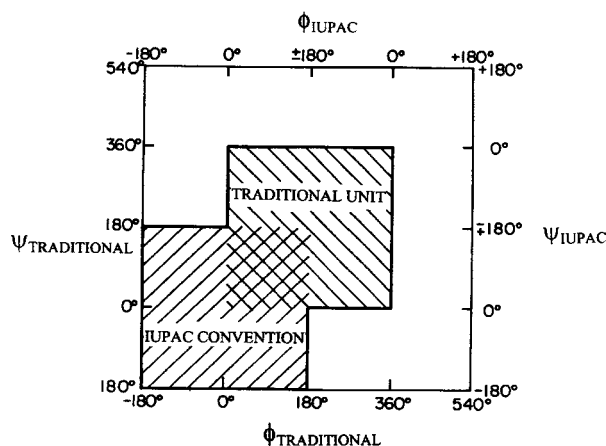 ϕIUPAC
-180° 0° ±180° 0° +180°
540° +180°
360° 0°
TRADITIONAL UNIT
180° ∓180°
ΨTRADITIONAL ΨIUPAC
0° 0°
IUPAC CONVENTION
180° -180°
-180° 0° 180° 360° 540°
ϕTRADITIONAL